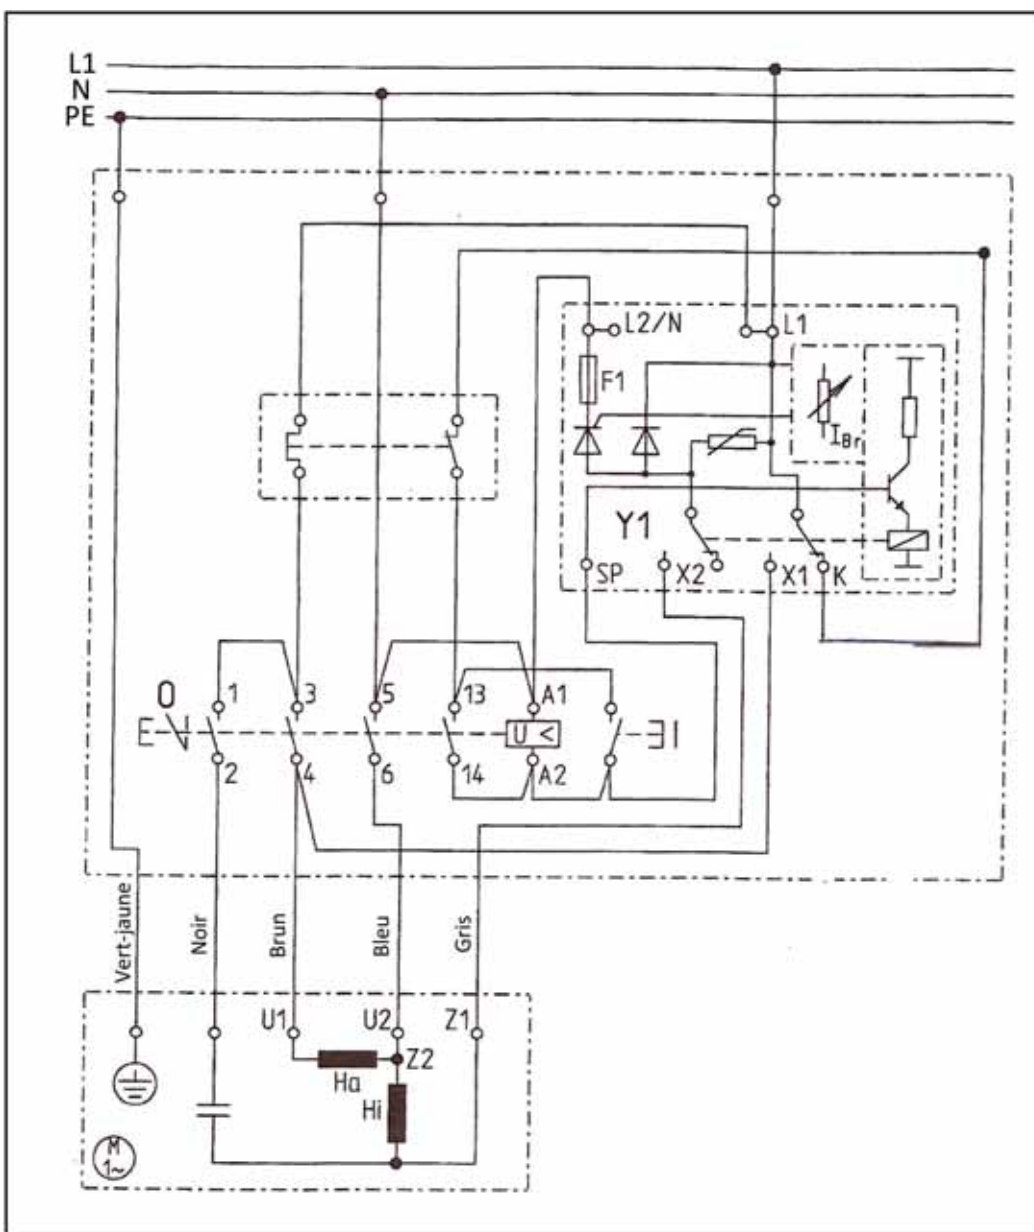 L1
N
PE
L2/N
L1
F1
I Br
Y1
SP
X2
X1
K
0
1
3
5
13
A1
U <
2
4
6
14
A2
I
Vert-jaune
Noir
Brun
Bleu
Gris
U1
U2
Z1
Z2
Ha
Hi
M
1~